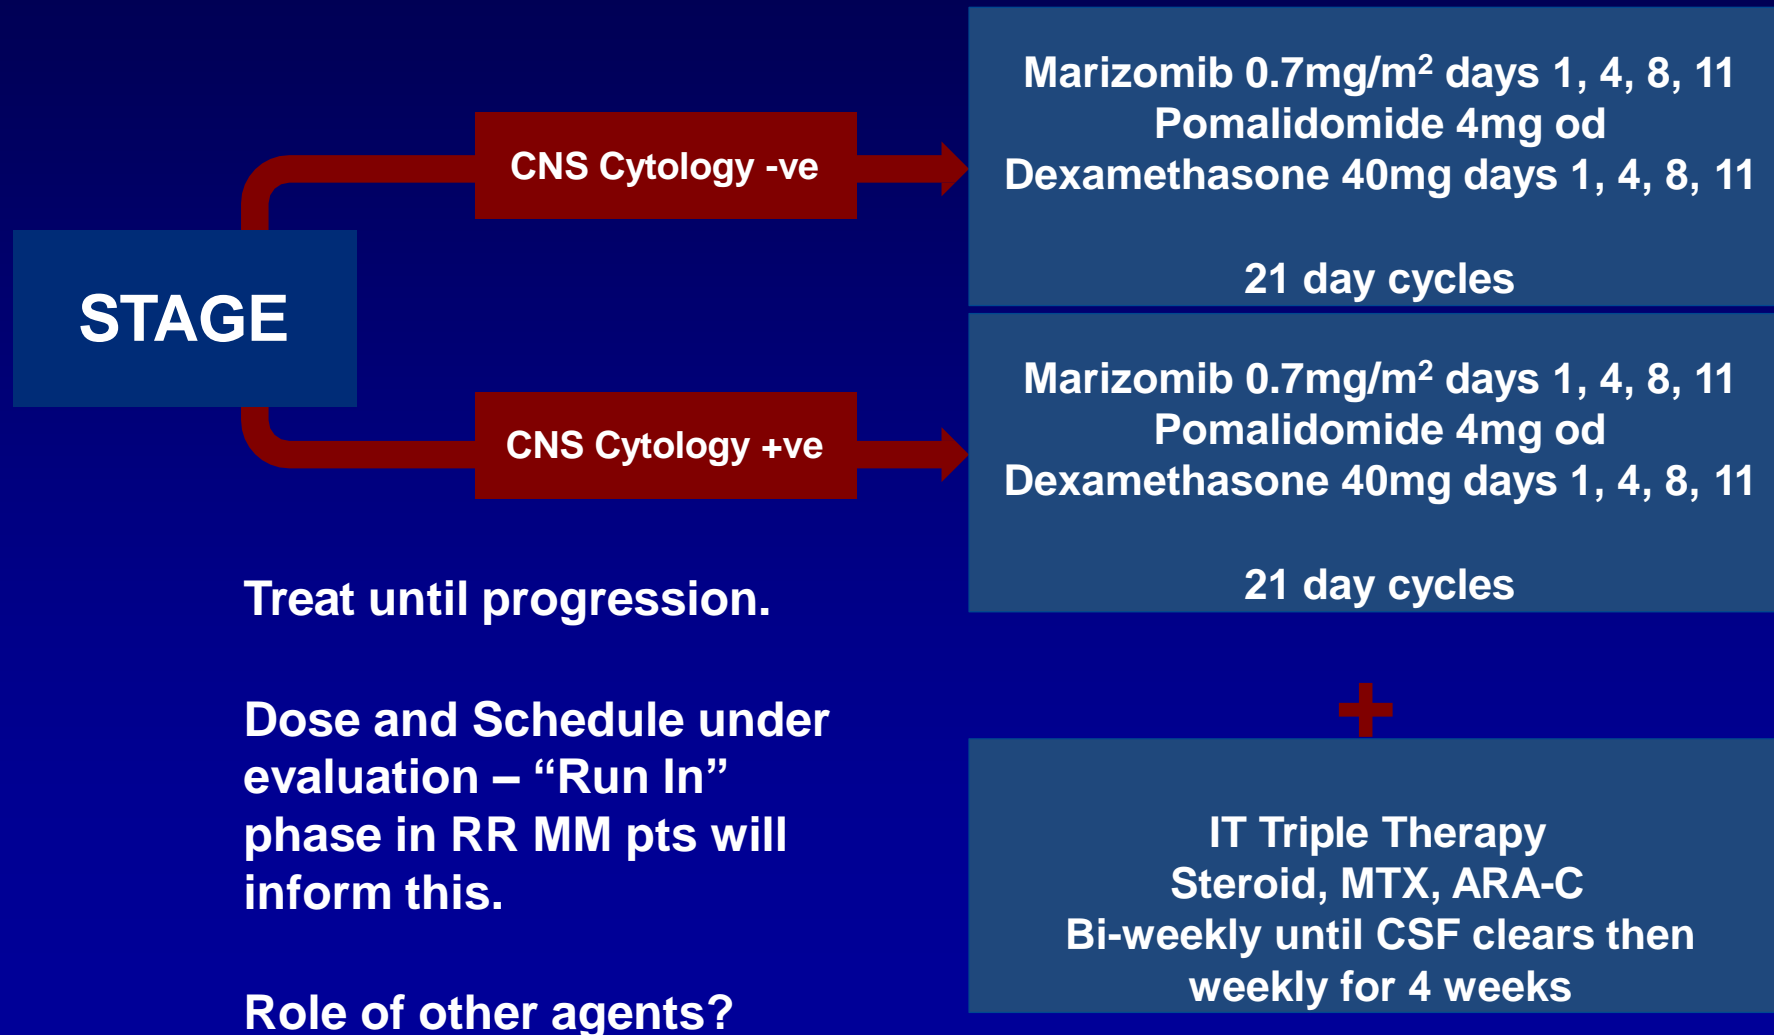 STAGE
CNS Cytology -ve
Marizomib 0.7mg/m² days 1, 4, 8, 11
Pomalidomide 4mg od
Dexamethasone 40mg days 1, 4, 8, 11
21 day cycles
CNS Cytology +ve
Marizomib 0.7mg/m² days 1, 4, 8, 11
Pomalidomide 4mg od
Dexamethasone 40mg days 1, 4, 8, 11
21 day cycles
+
IT Triple Therapy
Steroid, MTX, ARA-C
Bi-weekly until CSF clears then
weekly for 4 weeks
Treat until progression.
Dose and Schedule under
evaluation – “Run In”
phase in RR MM pts will
inform this.
Role of other agents?